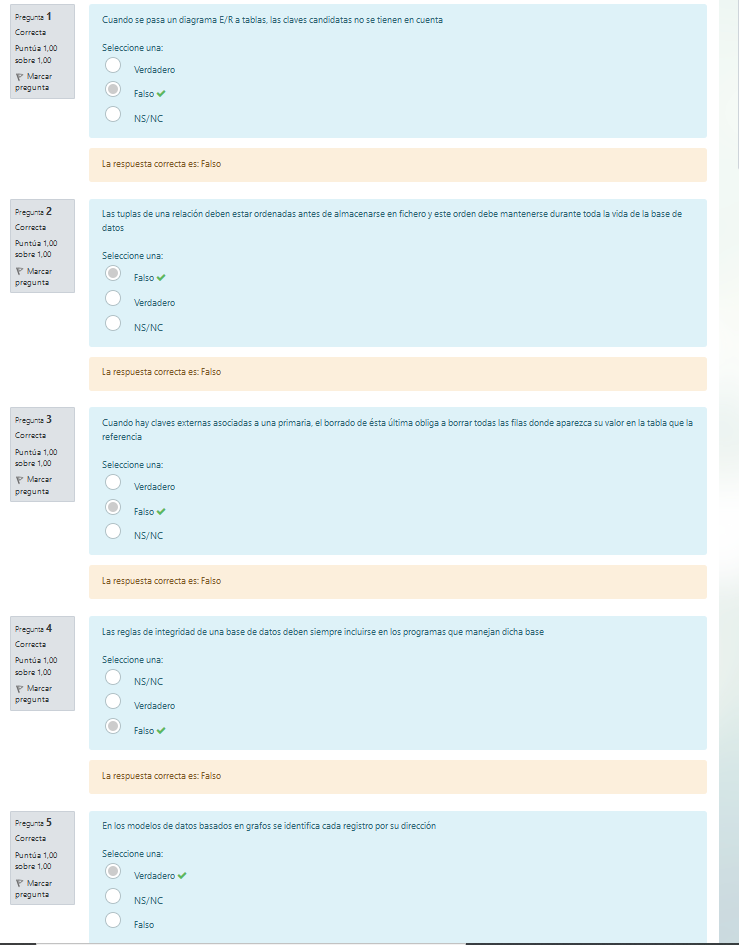 Pregunta 1
Correcta
Puntúa 1,00
sobre 1,00
Marcar
pregunta
Cuando se pasa un diagrama E/R a tablas, las claves candidatas no se tienen en cuenta
Seleccione una:
Verdadero
Falso
NS/NC
La respuesta correcta es: Falso
Pregunta 2
Correcta
Puntúa 1,00
sobre 1,00
Marcar
pregunta
Las tuplas de una relación deben estar ordenadas antes de almacenarse en fichero y este orden debe mantenerse durante toda la vida de la base de
datos
Seleccione una:
Falso
Verdadero
NS/NC
La respuesta correcta es: Falso
Pregunta 3
Correcta
Puntúa 1,00
sobre 1,00
Marcar
pregunta
Cuando hay claves externas asociadas a una primaria, el borrado de ésta última obliga a borrar todas las filas donde aparezca su valor en la tabla que la
referencia
Seleccione una:
Verdadero
Falso
NS/NC
La respuesta correcta es: Falso
Pregunta 4
Correcta
Puntúa 1,00
sobre 1,00
Marcar
pregunta
Las reglas de integridad de una base de datos deben siempre incluirse en los programas que manejan dicha base
Seleccione una:
NS/NC
Verdadero
Falso
La respuesta correcta es: Falso
Pregunta 5
Correcta
Puntúa 1,00
sobre 1,00
Marcar
pregunta
En los modelos de datos basados en grafos se identifica cada registro por su dirección
Seleccione una:
Verdadero
NS/NC
Falso